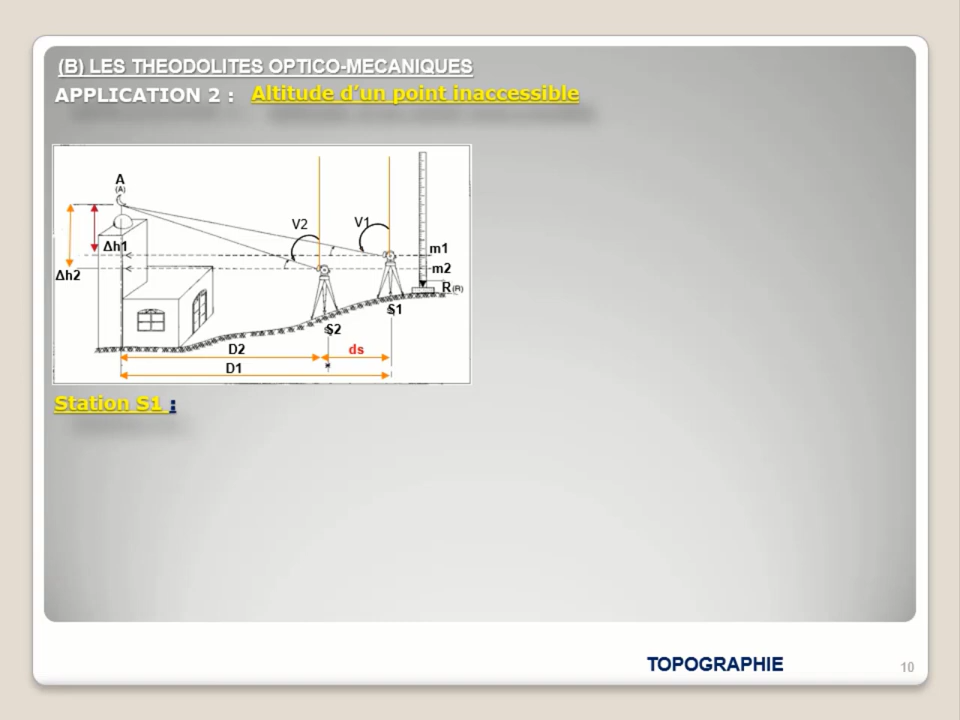 (B) LES THEODOLITES OPTICO-MECANIQUES
APPLICATION 2 : Altitude d’un point inaccessible
A
(A)
V2
V1
Δh1
m1
Δh2
m2
R (R)
S1
S2
D2
ds
D1
Station S1 :
TOPOGRAPHIE
10